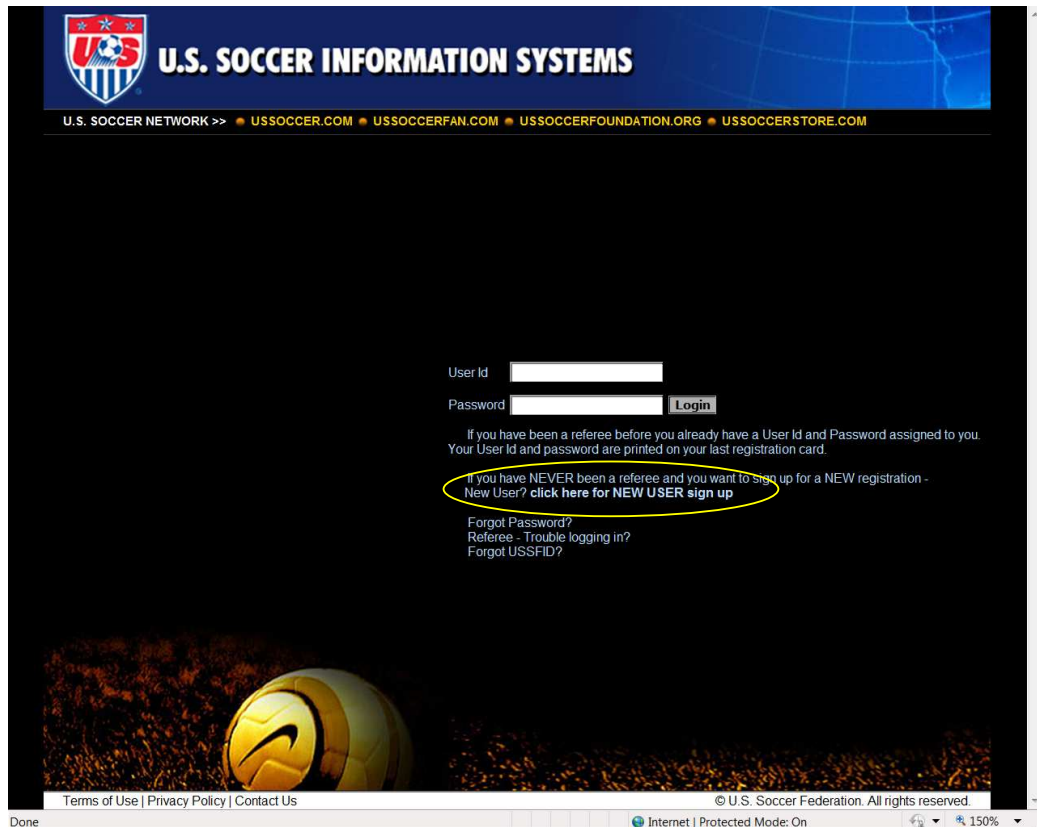 US
U.S. SOCCER INFORMATION SYSTEMS
U.S. SOCCER NETWORK >> USSOCCER.COM USSOCCERFAN.COM USSOCCERFOUNDATION.ORG USSOCCERSTORE.COM
User Id
Password Login
If you have been a referee before you already have a User Id and Password assigned to you.
Your User Id and password are printed on your last registration card.
If you have NEVER been a referee and you want to sign up for a NEW registration -
New User? click here for NEW USER sign up
Forgot Password?
Referee - Trouble logging in?
Forgot USSFID?
Terms of Use | Privacy Policy | Contact Us © U.S. Soccer Federation. All rights reserved.
Done Internet | Protected Mode: On 150%